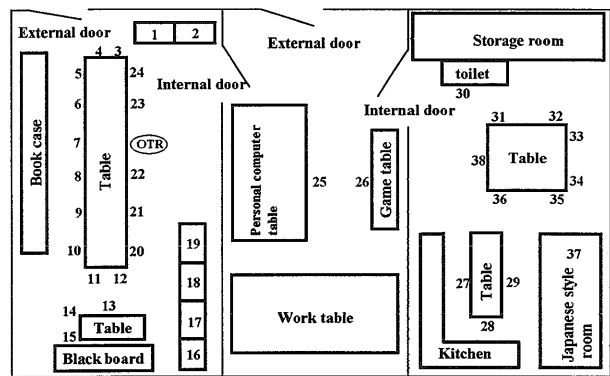 External door
1 2
External door
Storage room
4 3
5
24
Internal door
toilet
30
6
23
Internal door
31 32
33
Book case
7
Table
OTR
Personal computer
table
25
26
Game table
38
Table
8
22
34
9
21
36 35
10
20
19
11 12
18
27
Table
29
37
Japanese style
room
14
13
Table
15
17
Work table
28
Black board
16
Kitchen